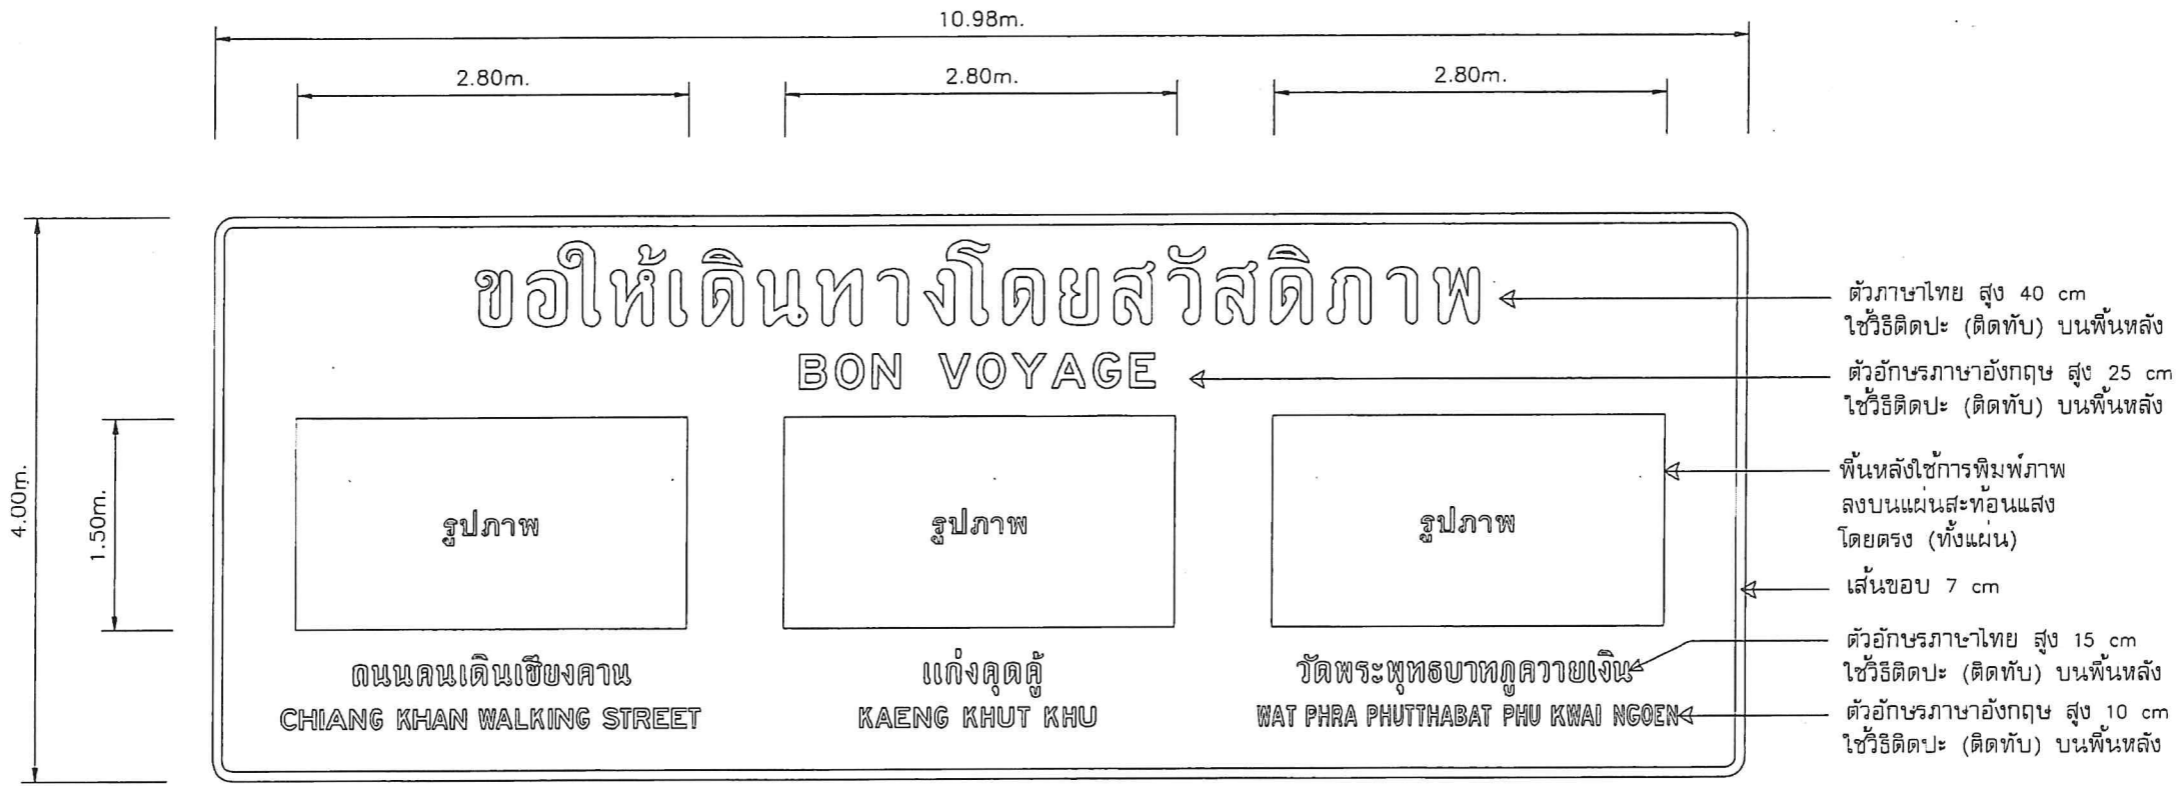 10.98m.
2.80m.
2.80m.
2.80m.
4.00m.
1.50m.
ขอให้เดินทางโดยสวัสดิภาพ
BON VOYAGE
รูปภาพ
รูปภาพ
รูปภาพ
ถนนคนเดินเชียงคาน
CHIANG KHAN WALKING STREET
แก่งคุดคู้
KAENG KHUT KHU
วัดพระพุทธบาทภูควายเงิน
WAT PHRA PHUTTHABAT PHU KWAI NGOEN
ตัวภาษาไทย สูง 40 cm
ใช้วิธีติดปะ (ติดทับ) บนพื้นหลัง
ตัวอักษรภาษาอังกฤษ สูง 25 cm
ใช้วิธีติดปะ (ติดทับ) บนพื้นหลัง
พื้นหลังใช้การพิมพ์ภาพ
ลงบนแผ่นสะท้อนแสง
โดยตรง (ทั้งแผ่น)
เส้นขอบ 7 cm
ตัวอักษรภาษาไทย สูง 15 cm
ใช้วิธีติดปะ (ติดทับ) บนพื้นหลัง
ตัวอักษรภาษาอังกฤษ สูง 10 cm
ใช้วิธีติดปะ (ติดทับ) บนพื้นหลัง